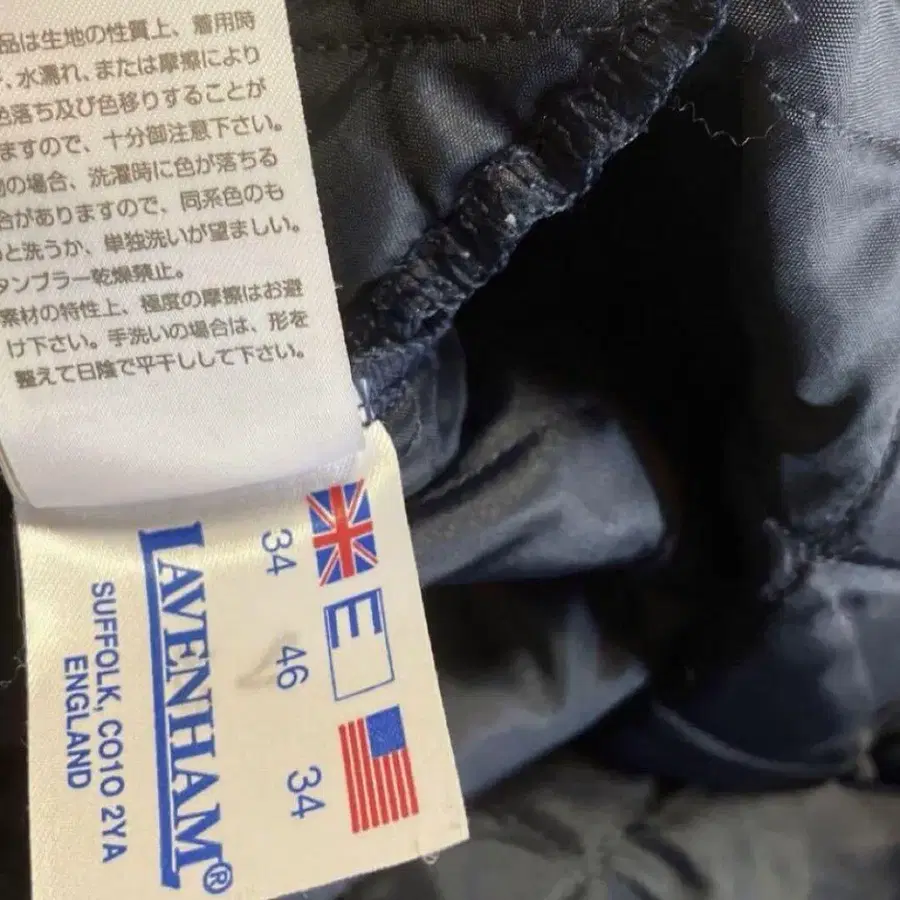 品は生地の性質上、着用時
、水濡れ、または摩擦により
色落ち及び色移りすることが
ますので、十分御注意下さい。
の場合、洗濯時に色が落ちる
合がありますので、同系色のも
と洗うか、単独洗いが望ましい。
タンブラー乾燥禁止。
素材の特性上、極度の摩擦はお避
け下さい。手洗いの場合は、形を
整えて日陰で平干しして下さい。
34
E
46
34
LAVENHAM®
SUFFOLK, CO10 2YA
ENGLAND